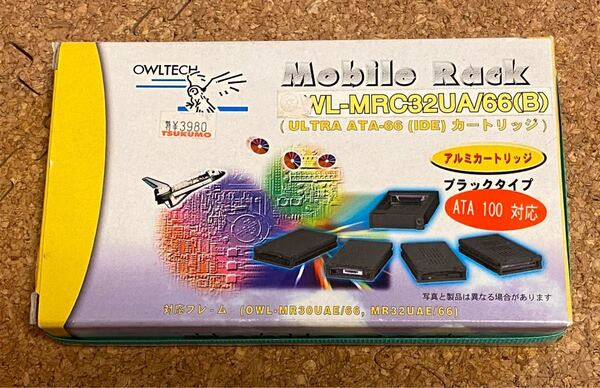 OWLTECH
Mobile Rack
WL-MRC32UA/66(B)
(ULTRA ATA-66 (IDE) カートリッジ)
¥3980
TSUKUMO
アルミカートリッジ
ブラックタイプ
ATA 100 対応
写真と製品は異なる場合があります
対応フレーム (OWL-MR30UAE/66, MR32UAE/66)